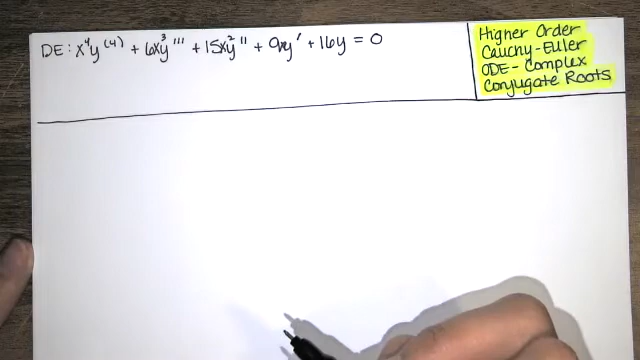 DE: x⁴y⁽⁴⁾ + 6x³y''' + 15x²y'' + 9xy' + 16y = 0
Higher Order
Cauchy-Euler
ODE - Complex
Conjugate Roots